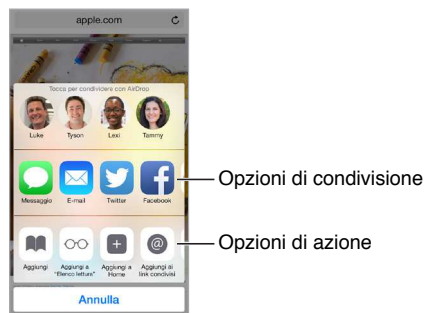 apple.com
Tocca per condividere con AirDrop
Luke Tyson Lexi Tammy
Messaggio E-mail Twitter Facebook
Opzioni di condivisione
Opzioni di azione
Aggiungi Aggiungi a "Elenco lettura" Aggiungi a Home Aggiungi ai link condivisi
Annulla